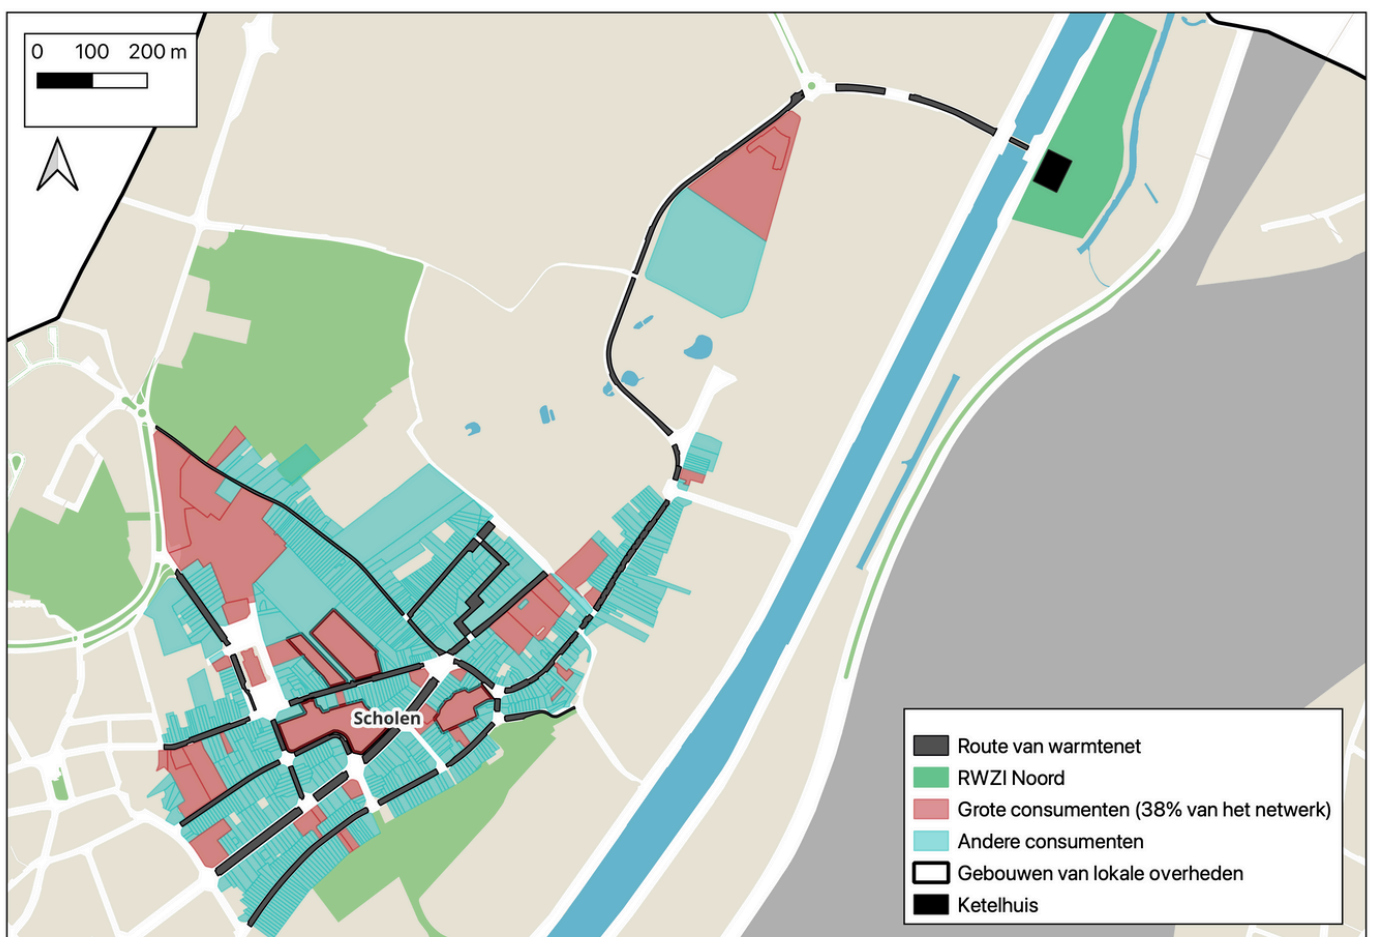 0 100 200 m
Scholen
Route van warmtenet
RWZI Noord
Grote consumenten (38% van het netwerk)
Andere consumenten
Gebouwen van lokale overheden
Ketelhuis